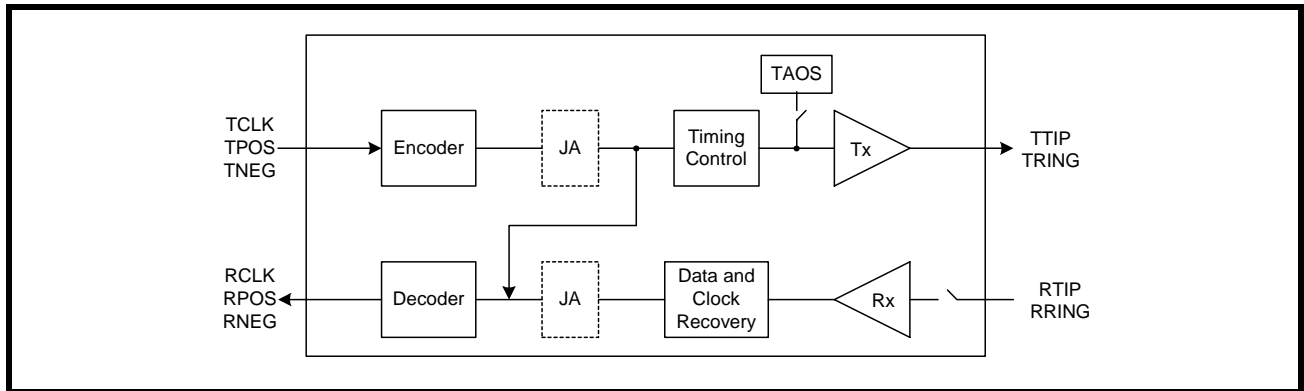 TAOS
TCLK
TPOS
TNEG
Encoder
JA
Timing
Control
Tx
TTIP
TRING
RCLK
RPOS
RNEG
Decoder
JA
Data and
Clock
Recovery
Rx
RTIP
RRING